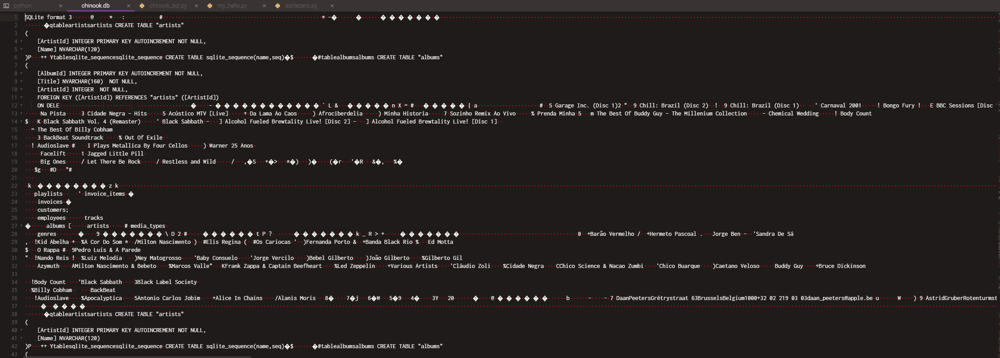 python × chinook.db × chinook_sql.py × my_hello.py × sqlitezero.py ×
1 SQLite format 3 @ * : # * -� � � � � � � � �
2 �qtableartistsartists CREATE TABLE "artists"
3 (
4 [ArtistId] INTEGER PRIMARY KEY AUTOINCREMENT NOT NULL,
5 [Name] NVARCHAR(120)
6 )P ++ Ytablesqlite_sequencesqlite_sequence CREATE TABLE sqlite_sequence(name,seq)�$ �#tablealbumsalbums CREATE TABLE "albums"
7 (
8 [AlbumId] INTEGER PRIMARY KEY AUTOINCREMENT NOT NULL,
9 [Title] NVARCHAR(160) NOT NULL,
10 [ArtistId] INTEGER NOT NULL,
11 FOREIGN KEY ([ArtistId]) REFERENCES "artists" ([ArtistId])
12 ON DELE � - � � � � � � � � � � � � ` L & � � � � � n X = # � � � � � | a # 5 Garage Inc. (Disc 1)2 " 9 Chill: Brazil (Disc 2) ! 9 Chill: Brazil (Disc 1) ' Carnaval 2001 ! Bongo Fury ! E BBC Sessions [Disc
13 Na Pista 3 Cidade Negra - Hits 5 Acústico MTV [Live] + Da Lama Ao Caos ) Afrociberdelia ) Minha Historia 7 Sozinho Remix Ao Vivo % Prenda Minha 5 m The Best Of Buddy Guy - The Millenium Collection - Chemical Wedding ! Body Count
14 $ K Black Sabbath Vol. 4 (Remaster) ' Black Sabbath - ] Alcohol Fueled Brewtality Live! [Disc 2] - ] Alcohol Fueled Brewtality Live! [Disc 1]
15 = The Best Of Billy Cobham
16 3 BackBeat Soundtrack % Out Of Exile
17 ! Audioslave # I Plays Metallica By Four Cellos ) Warner 25 Anos
18 Facelift 1 Jagged Little Pill
19 Big Ones / Let There Be Rock / Restless and Wild / ,�S +�> *�) )� (�r '�R &�, %�
20 $g #D "#
21
22 k � � � � � � � � z k
23 playlists ' invoice_items �
24 invoices �
25 customers;
26 employees tracks
27 � albums [ artists # media_types
28 genres � 9 � � � � � � � \ D 2 # � � � � � � t P ? � � � � � � � k _ R > + � � � � � � � 0 +Barão Vermelho / +Hermeto Pascoal . Jorge Ben - 'Sandra De Sá
29 , !Kid Abelha + %A Cor Do Som * /Milton Nascimento ) #Elis Regina ( #Os Cariocas ' )Fernanda Porto & +Banda Black Rio % Ed Motta
30 $ O Rappa # 9Pedro Luís & A Parede
31 " !Nando Reis ! %Luiz Melodia )Ney Matogrosso 'Baby Consuelo 'Jorge Vercilo )Bebel Gilberto )João Gilberto %Gilberto Gil
32 Azymuth AMilton Nascimento & Bebeto %Marcos Valle" KFrank Zappa & Captain Beefheart %Led Zeppelin +Various Artists 'Cláudio Zoli %Cidade Negra CChico Science & Nacao Zumbi 'Chico Buarque )Caetano Veloso Buddy Guy +Bruce Dickinson
33
34 !Body Count 'Black Sabbath 3Black Label Society
35 %Billy Cobham BackBeat
36 !Audioslave %Apocalyptica 5Antonio Carlos Jobim +Alice In Chains /Alanis Moris 8� 7�j 6�W 5�9 4� 3Y 20 � @ � � � � � � b - - 7 DaanPeetersGrétrystraat 63BrusselsBelgium1000+32 02 219 03 03daan_peeters@apple.be u W ) 9 AstridGruberRotenturmst
37 � � � �
38 �qtableartistsartists CREATE TABLE "artists"
39 (
40 [ArtistId] INTEGER PRIMARY KEY AUTOINCREMENT NOT NULL,
41 [Name] NVARCHAR(120)
42 )P ++ Ytablesqlite_sequencesqlite_sequence CREATE TABLE sqlite_sequence(name,seq)�$ �#tablealbumsalbums CREATE TABLE "albums"
43 (